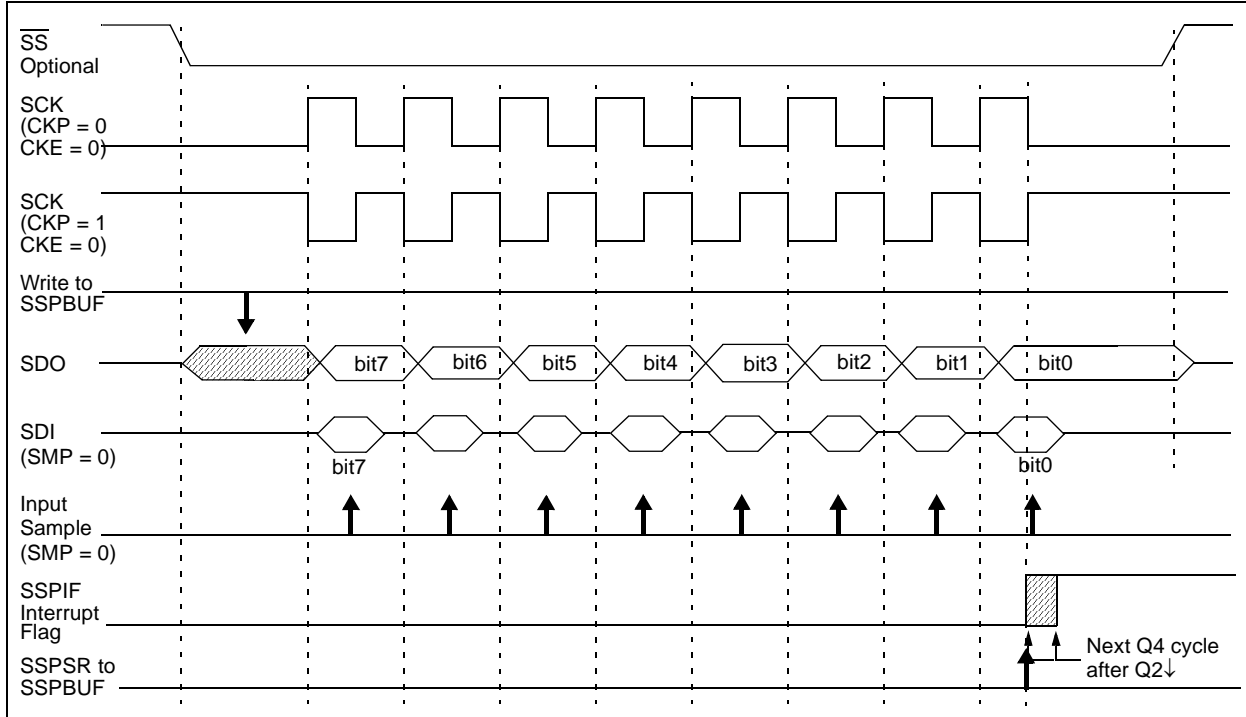 SS
Optional
SCK
(CKP = 0
CKE = 0)
SCK
(CKP = 1
CKE = 0)
Write to
SSPBUF
SDO
bit7 bit6 bit5 bit4 bit3 bit2 bit1 bit0
SDI
(SMP = 0)
bit7 bit0
Input
Sample
(SMP = 0)
SSPIF
Interrupt
Flag
SSPSR to
SSPBUF
Next Q4 cycle
after Q2↓